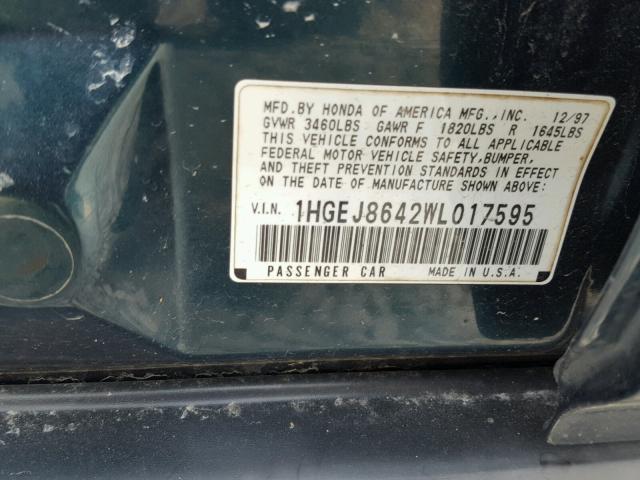 MFD.BY HONDA OF AMERICA MFG.,INC. 12/97
GVWR 3460LBS GAWR F 1820LBS R 1645LBS
THIS VEHICLE CONFORMS TO ALL APPLICABLE
FEDERAL MOTOR VEHICLE SAFETY,BUMPER,
AND THEFT PREVENTION STANDARDS IN EFFECT
ON THE DATE OF MANUFACTURE SHOWN ABOVE:
V.I.N. 1HGEJ8642WL017595
PASSENGER CAR MADE IN U.S.A.